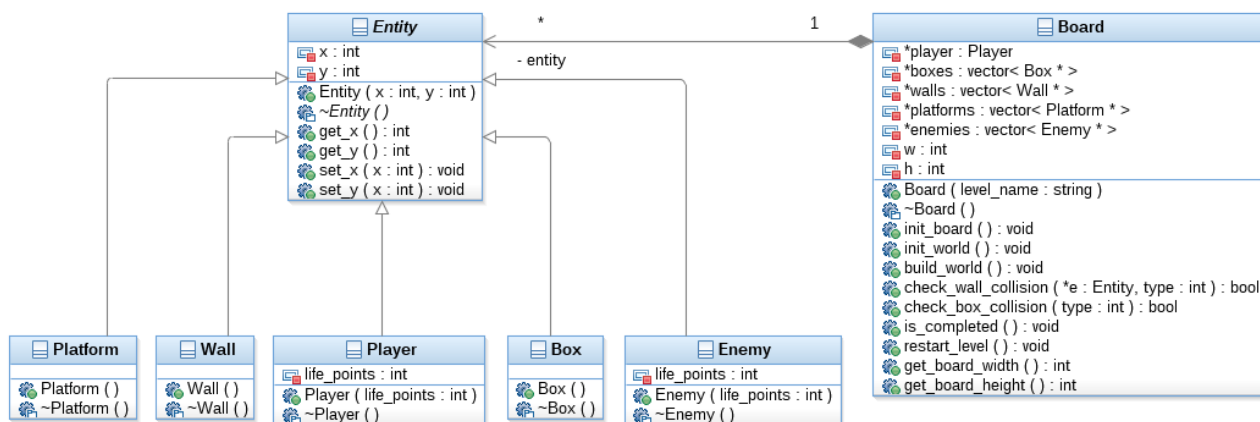 Entity
x : int
y : int
Entity ( x : int, y : int )
~Entity ( )
get_x ( ) : int
get_y ( ) : int
set_x ( x : int ) : void
set_y ( x : int ) : void
*
1
- entity
Board
*player : Player
*boxes : vector< Box * >
*walls : vector< Wall * >
*platforms : vector< Platform * >
*enemies : vector< Enemy * >
w : int
h : int
Board ( level_name : string )
~Board ( )
init_board ( ) : void
init_world ( ) : void
build_world ( ) : void
check_wall_collision ( *e : Entity, type : int ) : bool
check_box_collision ( type : int ) : bool
is_completed ( ) : void
restart_level ( ) : void
get_board_width ( ) : int
get_board_height ( ) : int
Platform
Platform ( )
~Platform ( )
Wall
Wall ( )
~Wall ( )
Player
life_points : int
Player ( life_points : int )
~Player ( )
Box
Box ( )
~Box ( )
Enemy
life_points : int
Enemy ( life_points : int )
~Enemy ( )